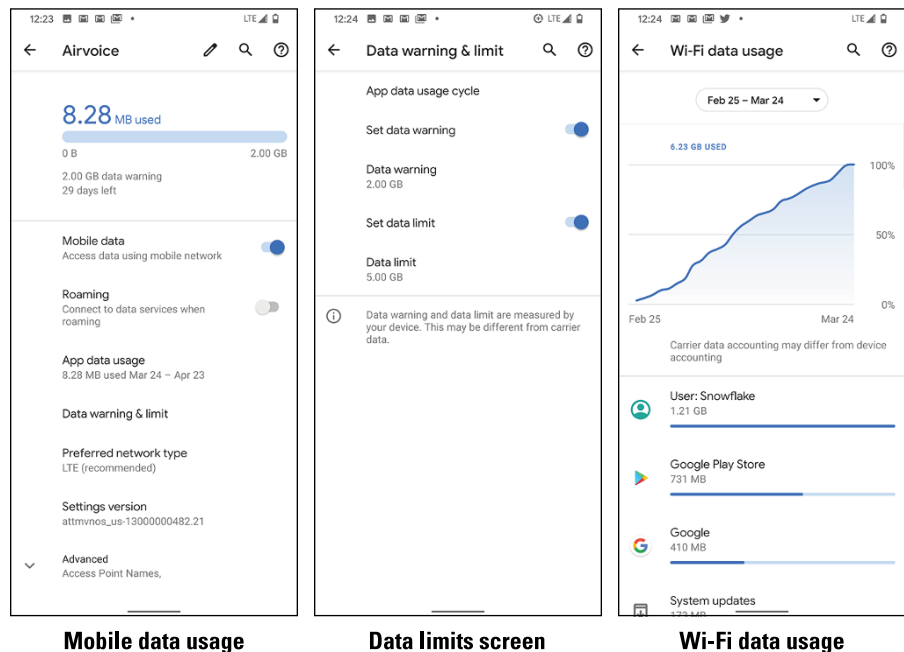 12:23
LTE
Airvoice
8.28 MB used
0 B 2.00 GB
2.00 GB data warning
29 days left
Mobile data
Access data using mobile network
Roaming
Connect to data services when
roaming
App data usage
8.28 MB used Mar 24 – Apr 23
Data warning & limit
Preferred network type
LTE (recommended)
Settings version
attmvnos_us-13000000482.21
Advanced
Access Point Names,
Mobile data usage
12:24
LTE
Data warning & limit
App data usage cycle
Set data warning
Data warning
2.00 GB
Set data limit
Data limit
5.00 GB
Data warning and data limit are measured by
your device. This may be different from carrier
data.
Data limits screen
12:24
LTE
Wi-Fi data usage
Feb 25 – Mar 24
6.23 GB USED
100%
50%
0%
Feb 25 Mar 24
Carrier data accounting may differ from device
accounting
User: Snowflake
1.21 GB
Google Play Store
731 MB
Google
410 MB
System updates
173 MB
Wi-Fi data usage